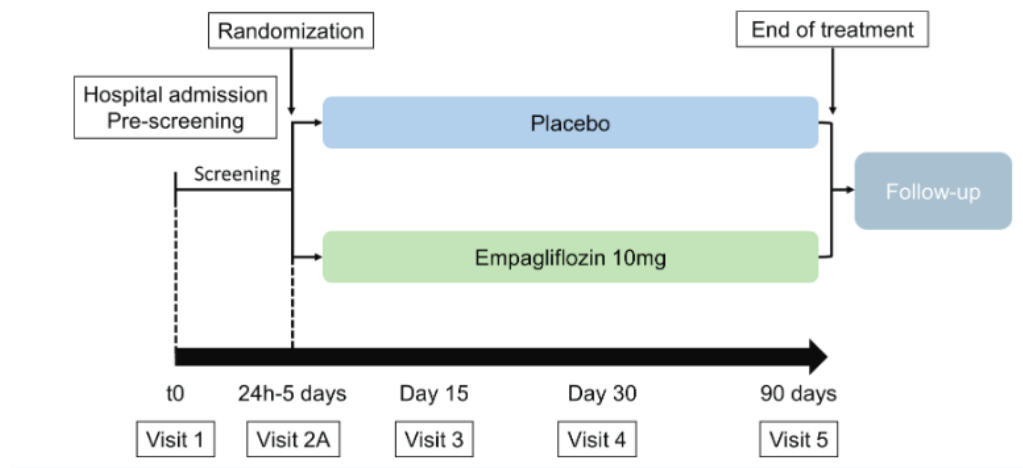 Randomization
End of treatment
Hospital admission
Pre-screening
Placebo
Screening
Follow-up
Empagliflozin 10mg
t0
24h-5 days
Day 15
Day 30
90 days
Visit 1
Visit 2A
Visit 3
Visit 4
Visit 5